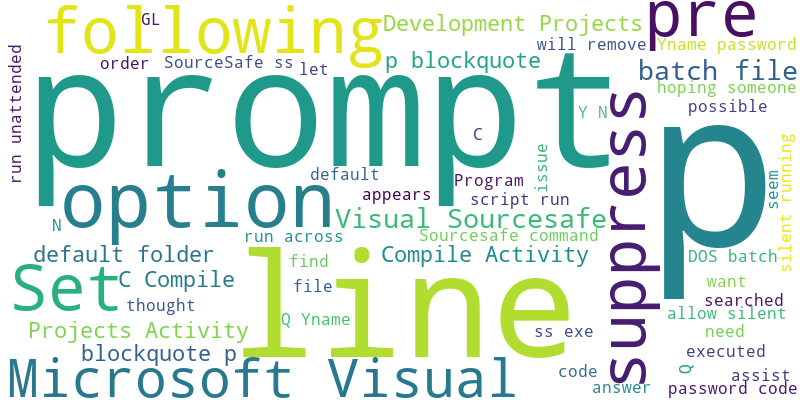 GL
following
Development Projects
pre
will remove
Yname password
order
SourceSafe ss
let
p blockquote
batch file
run unattended
prompt
hoping someone
possible
suppress
p
C
Y N
issue
default
option
appears
Program
script run
seem
silent running
N
Visual Sourcesafe
run across
Sourcesafe command
default folder
Compile Activity
DOS batch
find
Set
C Compile
line
file
want
searched
thought
allow silent
Projects Activity
Q Yname
ss exe
need
blockquote p
executed
Microsoft Visual
code
Q
assist
answer
password code